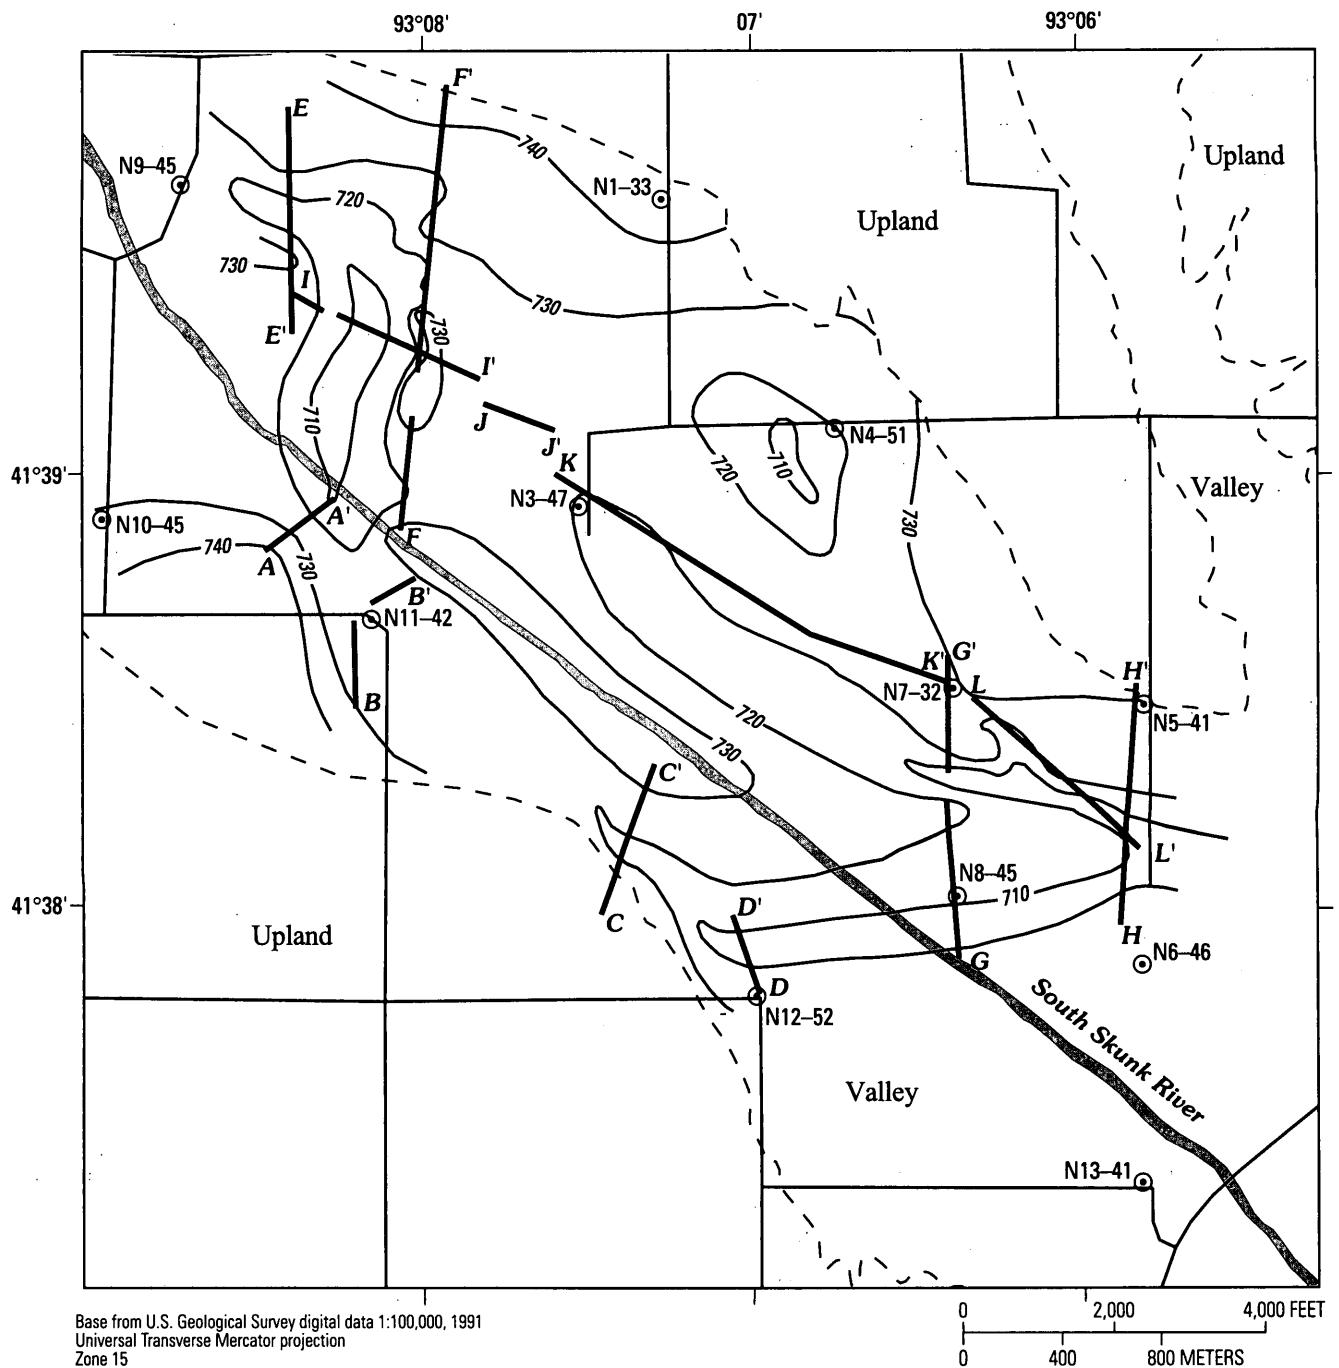 93°08'
07'
93°06'
F'
E
740
Upland
N9–45
N1–33
720
Upland
730
I
730
730
E'
I'
J
710
J'
N4–51
41°39'
K
720
710
Valley
N3–47
A'
730
N10–45
F
740
730
A
B'
N11–42
K'
G'
H'
N7–32
L
B
720
N5–41
730
C'
L'
N8–45
41°38'
710
D'
C
H
Upland
G
N6–46
D
N12–52
South Skunk River
Valley
N13–41
Base from U.S. Geological Survey digital data 1:100,000, 1991
Universal Transverse Mercator projection
Zone 15
0 2,000 4,000 FEET
0 400 800 METERS